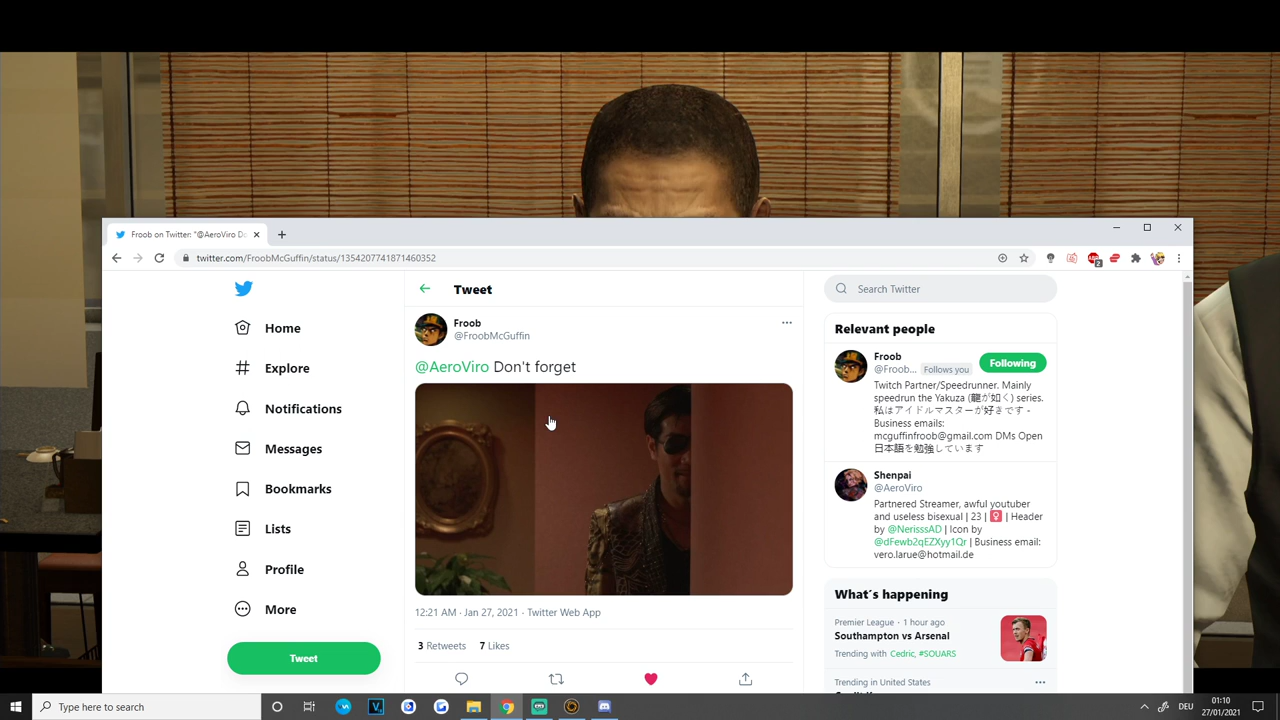 Froob on Twitter: "@AeroViro Do
twitter.com/FroobMcGuffin/status/1354207741871460352
Home
Explore
Notifications
Messages
Bookmarks
Lists
Profile
More
Tweet
Tweet
Froob
@FroobMcGuffin
@AeroViro Don't forget
12:21 AM · Jan 27, 2021 · Twitter Web App
3 Retweets 7 Likes
Search Twitter
Relevant people
Froob
@Froob... Follows you
Following
Twitch Partner/Speedrunner. Mainly
speedrun the Yakuza (龍が如く) series.
私はアイドルマスターが好きです -
Business emails:
mcguffinfroob@gmail.com DMs Open
日本語を勉強しています
Shenpai
@AeroViro
Partnered Streamer, awful youtuber
and useless bisexual | 23 | ♀ | Header
by @NerisssAD | Icon by
@dFewb2qEZXyy1Qr | Business email:
vero.larue@hotmail.de
What's happening
Premier League · 1 hour ago
Southampton vs Arsenal
Trending with Cedric, #SOUARS
Trending in United States
Type here to search
DEU
01:10
27/01/2021